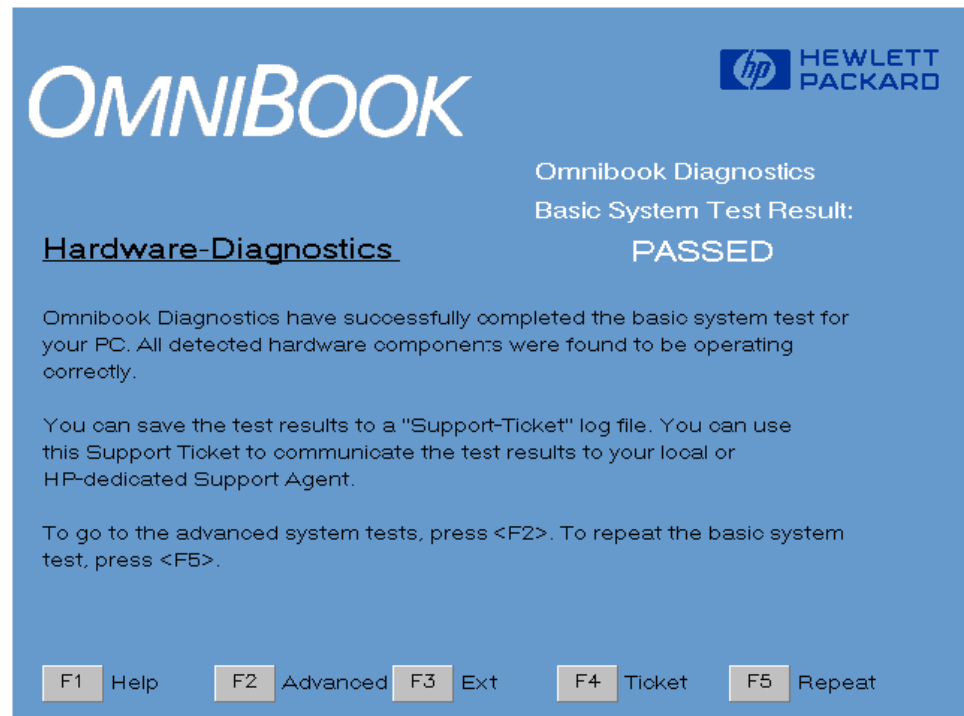 OMNIBOOK
hp HEWLETT
PACKARD
Omnibook Diagnostics
Basic System Test Result:
PASSED
Hardware-Diagnostics
Omnibook Diagnostics have successfully completed the basic system test for
your PC. All detected hardware components were found to be operating
correctly.
You can save the test results to a "Support-Ticket" log file. You can use
this Support Ticket to communicate the test results to your local or
HP-dedicated Support Agent.
To go to the advanced system tests, press <F2>. To repeat the basic system
test, press <F5>.
F1 Help F2 Advanced F3 Ext F4 Ticket F5 Repeat